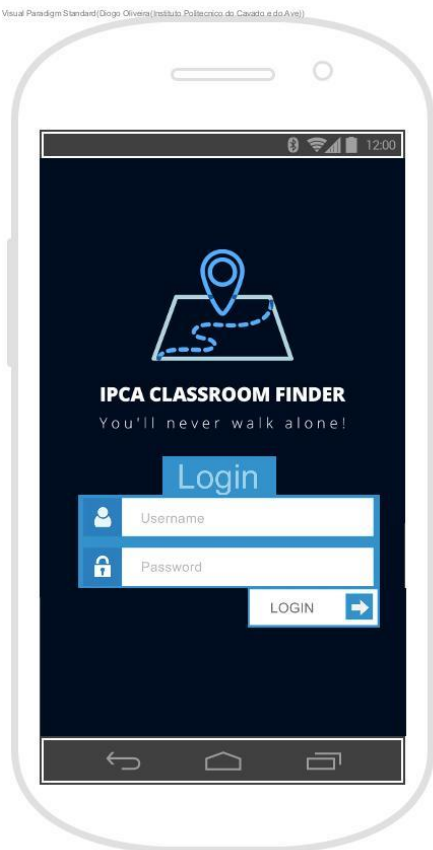 Visual Paradigm Standard(Diogo Oliveira(Instituto Politecnico do Cavado e do Ave))
12:00
IPCA CLASSROOM FINDER
You'll never walk alone!
Login
Username
Password
LOGIN